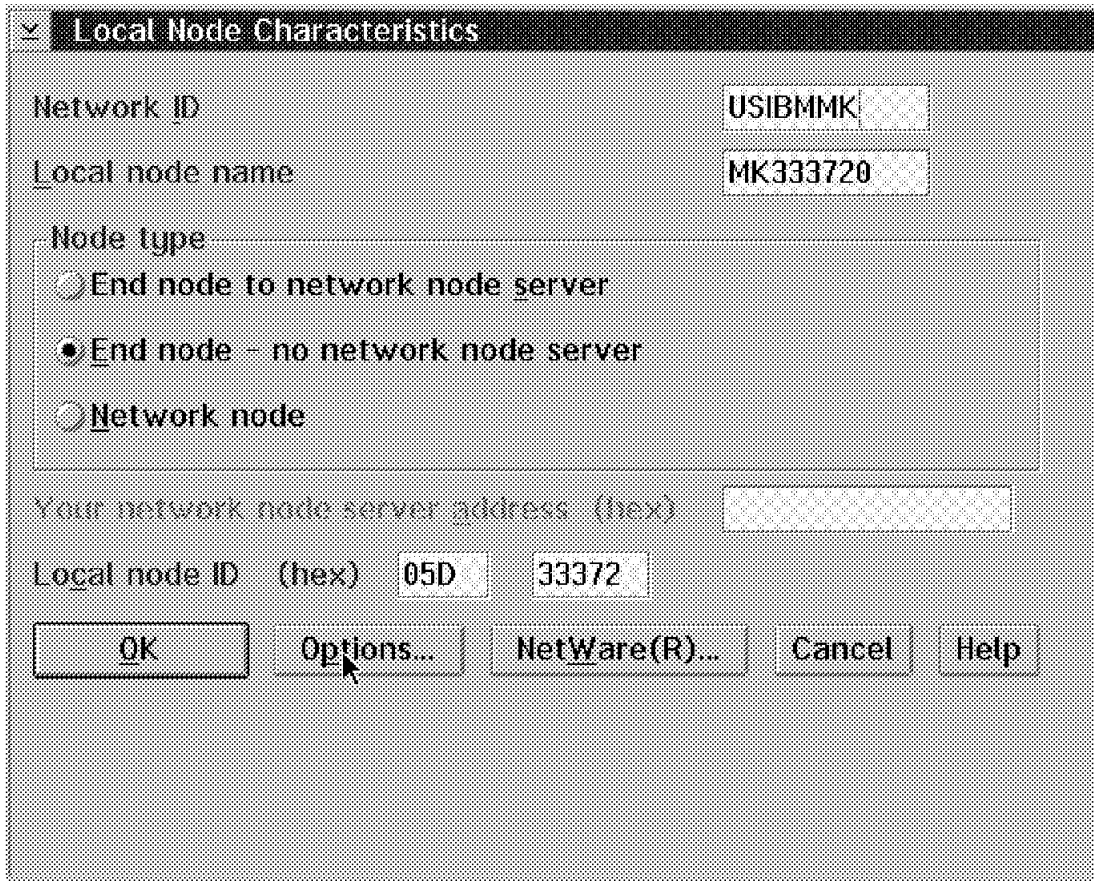 Local Node Characteristics
Network ID USIBMMK
Local node name MK333720
Node type
End node to network node server
End node - no network node server
Network node
Your network node server address (hex)
Local node ID (hex) 05D 33372
OK Options... NetWare(R)... Cancel Help